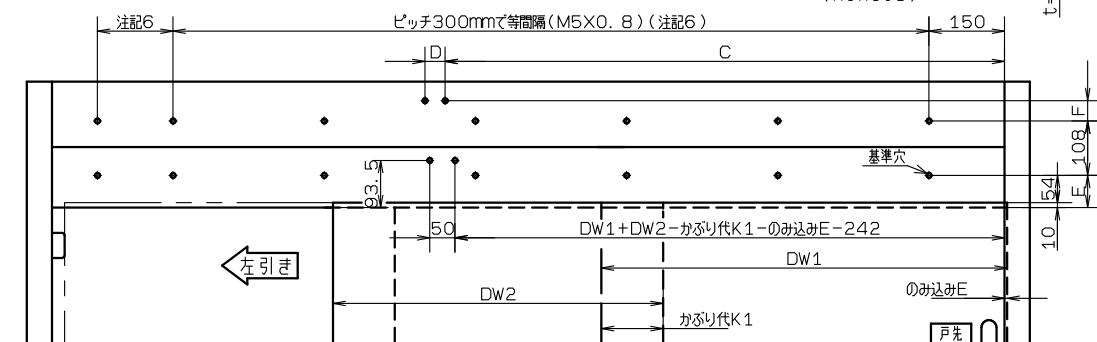 注記6
ピッチ300mmで等間隔(M5X0.8)(注記6)
150
D
C
F
108
基準穴
54
F
93.5
50
DW1+DW2-かぶり代K1-のみ込みE-242
10
左引き
DW1
DW2
のみ込みE
かぶり代K1
戸先